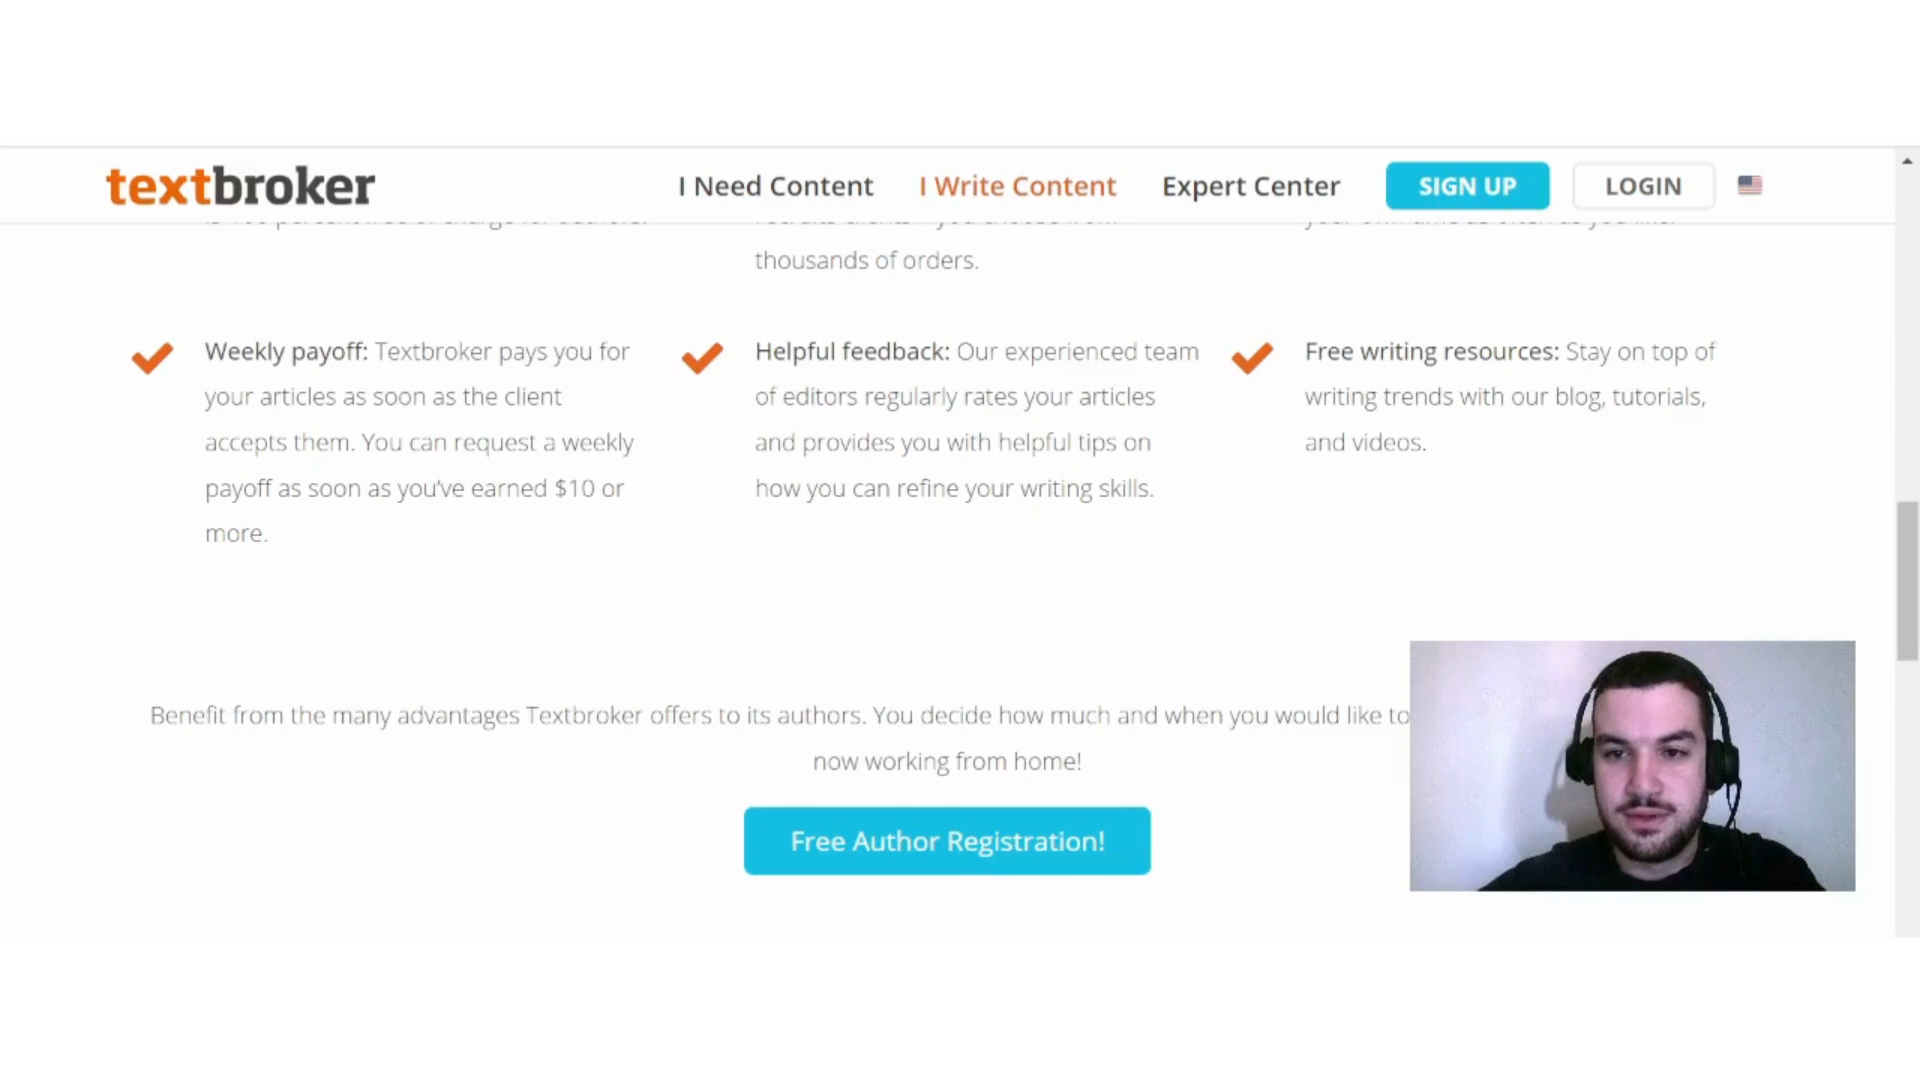 textbroker
I Need Content
I Write Content
Expert Center
SIGN UP
LOGIN
thousands of orders.
Weekly payoff: Textbroker pays you for
your articles as soon as the client
accepts them. You can request a weekly
payoff as soon as you've earned $10 or
more.
Helpful feedback: Our experienced team
of editors regularly rates your articles
and provides you with helpful tips on
how you can refine your writing skills.
Free writing resources: Stay on top of
writing trends with our blog, tutorials,
and videos.
Benefit from the many advantages Textbroker offers to its authors. You decide how much and when you would like to
now working from home!
Free Author Registration!